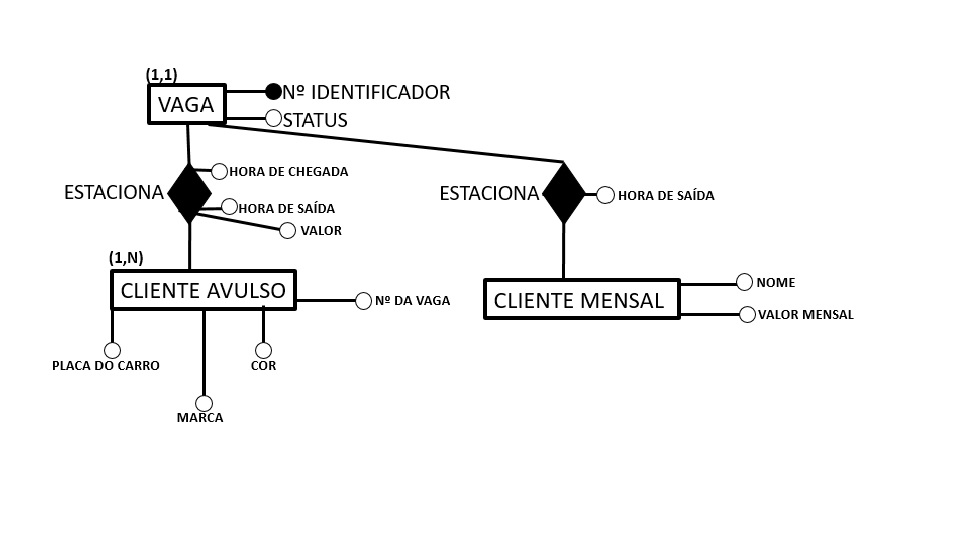 (1,1)
VAGA
Nº IDENTIFICADOR
STATUS
HORA DE CHEGADA
ESTACIONA
HORA DE SAÍDA
VALOR
ESTACIONA
HORA DE SAÍDA
(1,N)
CLIENTE AVULSO
Nº DA VAGA
PLACA DO CARRO
COR
MARCA
CLIENTE MENSAL
NOME
VALOR MENSAL